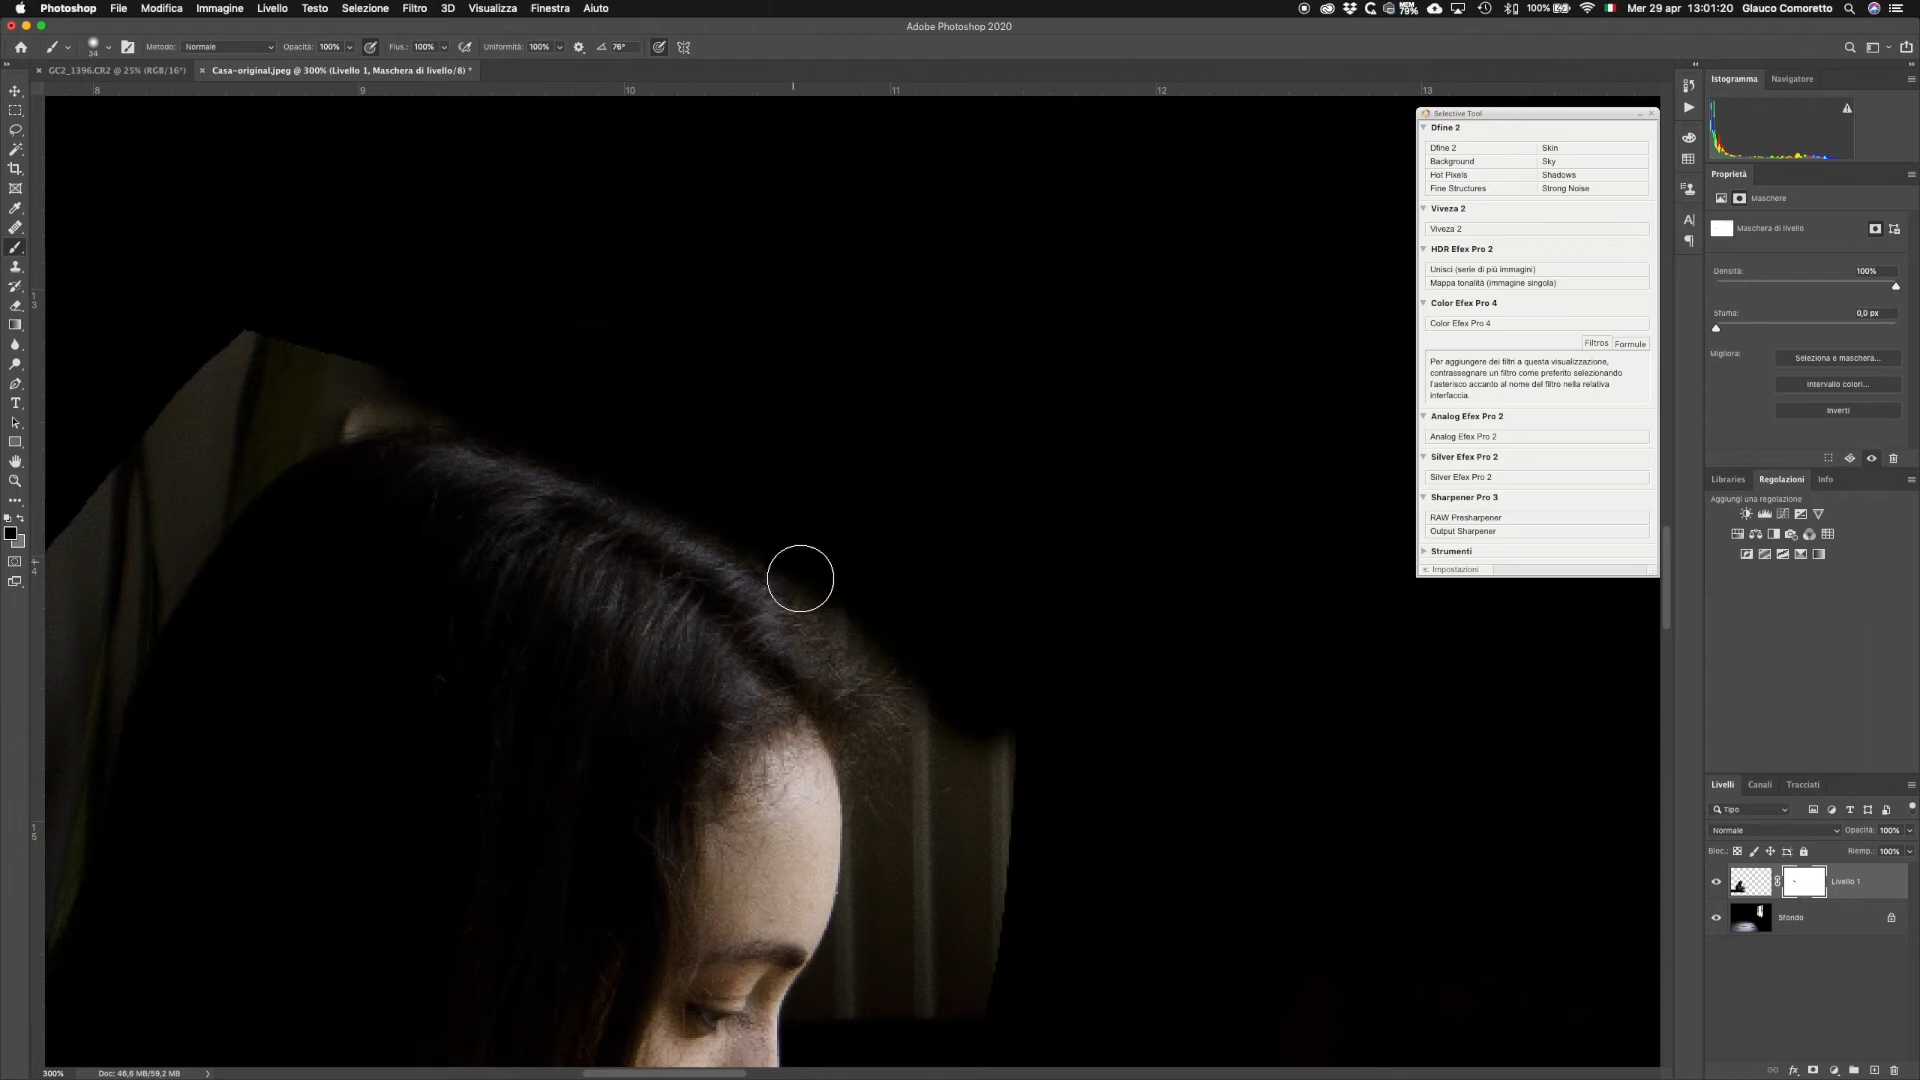 Photoshop File Modifica Immagine Livello Testo Selezione Filtro 3D Visualizza Finestra Aiuto MEM 79% 100% Mer 29 apr 13:01:20 Glauco Comoretto
Adobe Photoshop 2020
34 Metodo: Normale Opacità: 100% Flus.: 100% Uniformità: 100% 76°
GC2_1396.CR2 @ 25% (RGB/16*) Casa-original.jpeg @ 300% (Livello 1, Maschera di livello/8) *
8 9 10 11 12 13
Istogramma Navigatore
Selective Tool
Dfine 2
Dfine 2 Skin
Background Sky
Hot Pixels Shadows
Fine Structures Strong Noise
Viveza 2
Viveza 2
HDR Efex Pro 2
Unisci (serie di più immagini)
Mappa tonalità (immagine singola)
Color Efex Pro 4
Color Efex Pro 4
Filtros Formule
Per aggiungere dei filtri a questa visualizzazione,
contrassegnare un filtro come preferito selezionando
l'asterisco accanto al nome del filtro nella relativa
interfaccia.
Analog Efex Pro 2
Analog Efex Pro 2
Silver Efex Pro 2
Silver Efex Pro 2
Sharpener Pro 3
RAW Presharpener
Output Sharpener
Strumenti
Impostazioni
Proprietà
Maschere
Maschera di livello
Densità: 100%
Sfuma: 0,0 px
Migliora: Seleziona e maschera...
Intervallo colori...
Inverti
Libraries Regolazioni Info
Aggiungi una regolazione
Livelli Canali Tracciati
Tipo
Normale Opacità: 100%
Bloc.: Riemp.: 100%
Livello 1
Sfondo
300% Doc: 46,6 MB/59,2 MB